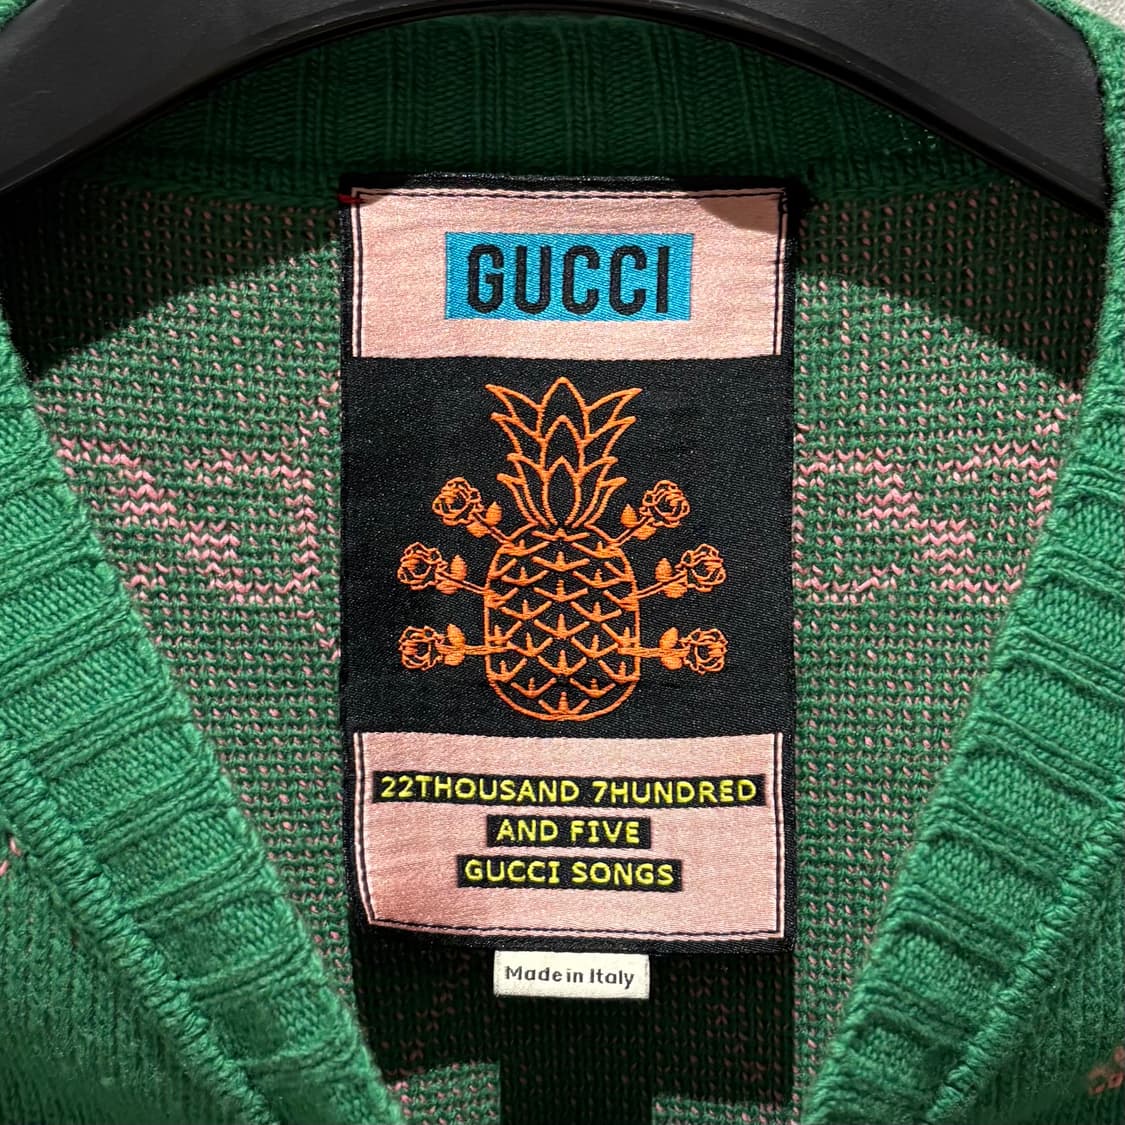 GUCCI
22THOUSAND 7HUNDRED
AND FIVE
GUCCI SONGS
Made in Italy